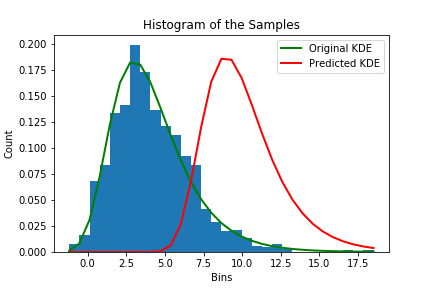 Histogram of the Samples
Original KDE
Predicted KDE
0.200
0.175
0.150
0.125
0.100
0.075
0.050
0.025
0.000
Count
0.0 2.5 5.0 7.5 10.0 12.5 15.0 17.5
Bins